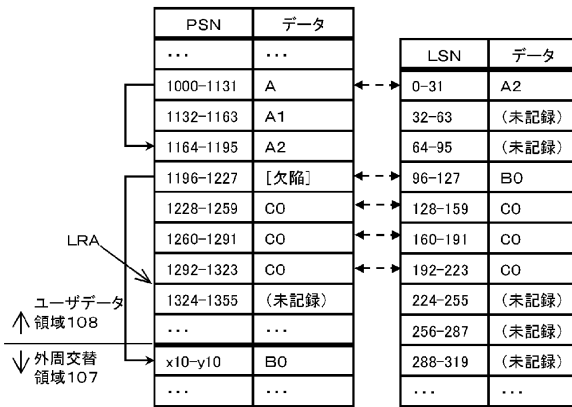 PSN データ
... ...
1000-1131 A
1132-1163 A1
1164-1195 A2
1196-1227 [欠陥]
1228-1259 C0
1260-1291 C0
1292-1323 C0
1324-1355 (未記録)
... ...
x10-y10 B0
... ...
LRA
ユーザデータ
↑ 領域108
↓ 外周交替
領域107
LSN データ
0-31 A2
32-63 (未記録)
64-95 (未記録)
96-127 B0
128-159 C0
160-191 C0
192-223 C0
224-255 (未記録)
256-287 (未記録)
288-319 (未記録)
... ...